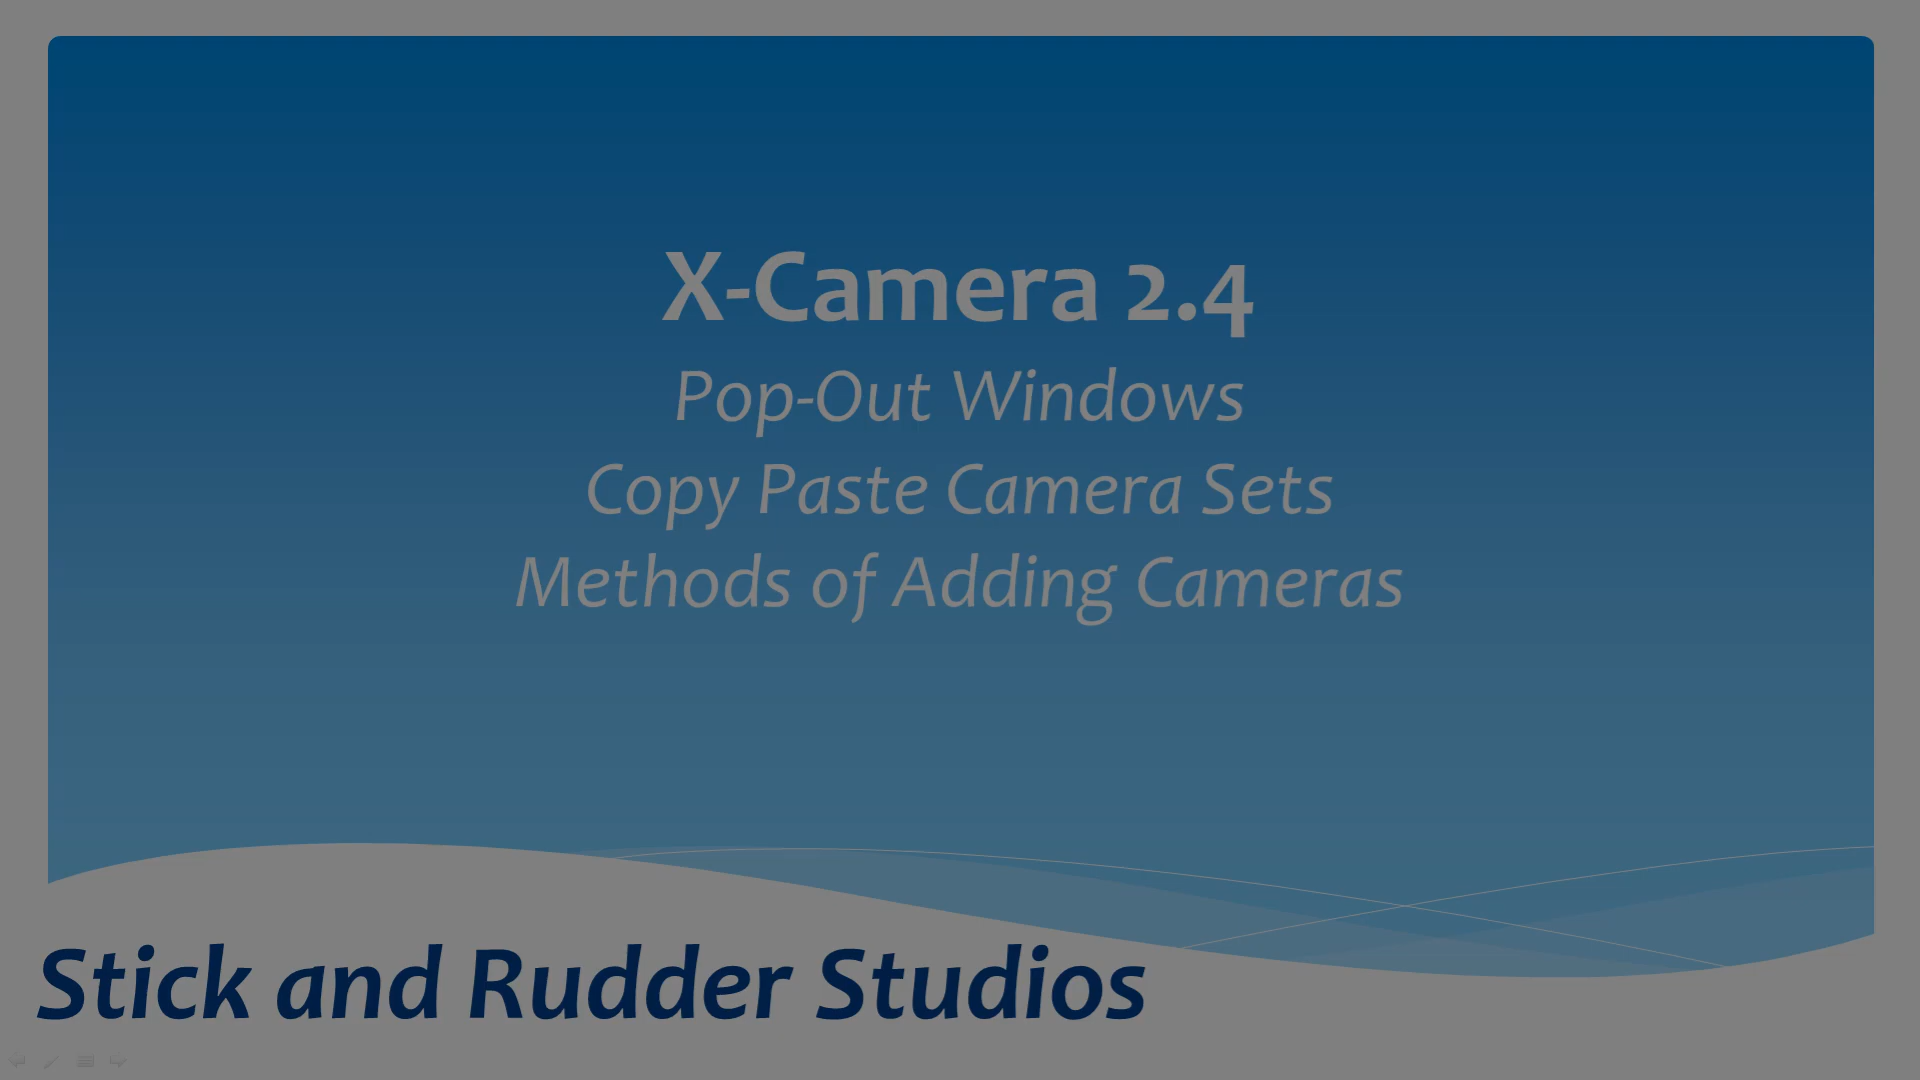 X-Camera 2.4
Pop-Out Windows
Copy Paste Camera Sets
Methods of Adding Cameras
Stick and Rudder Studios